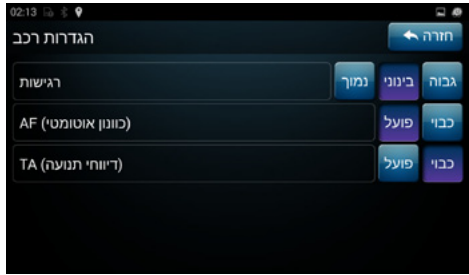 02:13
הגדרות רכב
חזרה
רגישות נמוך בינוני גבוה
AF (כוונון אוטומטי) פועל כבוי
TA (דיווחי תנועה) פועל כבוי